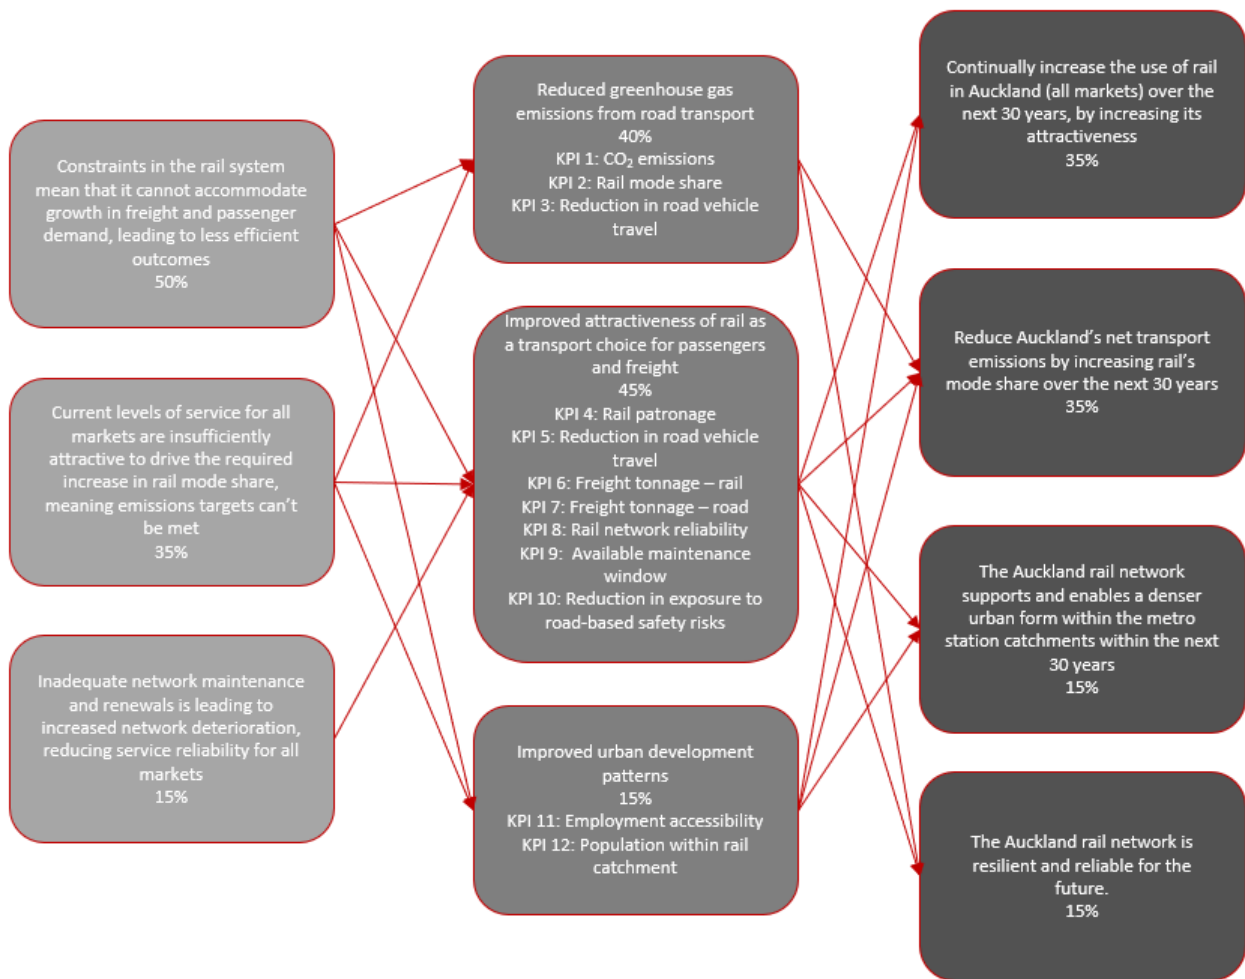 Constraints in the rail system
mean that it cannot accommodate
growth in freight and passenger
demand, leading to less efficient
outcomes
50%
Current levels of service for all
markets are insufficiently
attractive to drive the required
increase in rail mode share,
meaning emissions targets can't
be met
35%
Inadequate network maintenance
and renewals is leading to
increased network deterioration,
reducing service reliability for all
markets
15%
Reduced greenhouse gas
emissions from road transport
40%
KPI 1: CO₂ emissions
KPI 2: Rail mode share
KPI 3: Reduction in road vehicle
travel
Improved attractiveness of rail as
a transport choice for passengers
and freight
45%
KPI 4: Rail patronage
KPI 5: Reduction in road vehicle
travel
KPI 6: Freight tonnage – rail
KPI 7: Freight tonnage – road
KPI 8: Rail network reliability
KPI 9:  Available maintenance
window
KPI 10: Reduction in exposure to
road-based safety risks
Improved urban development
patterns
15%
KPI 11: Employment accessibility
KPI 12: Population within rail
catchment
Continually increase the use of rail
in Auckland (all markets) over the
next 30 years, by increasing its
attractiveness
35%
Reduce Auckland's net transport
emissions by increasing rail's
mode share over the next 30 years
35%
The Auckland rail network
supports and enables a denser
urban form within the metro
station catchments within the next
30 years
15%
The Auckland rail network is
resilient and reliable for the
future.
15%